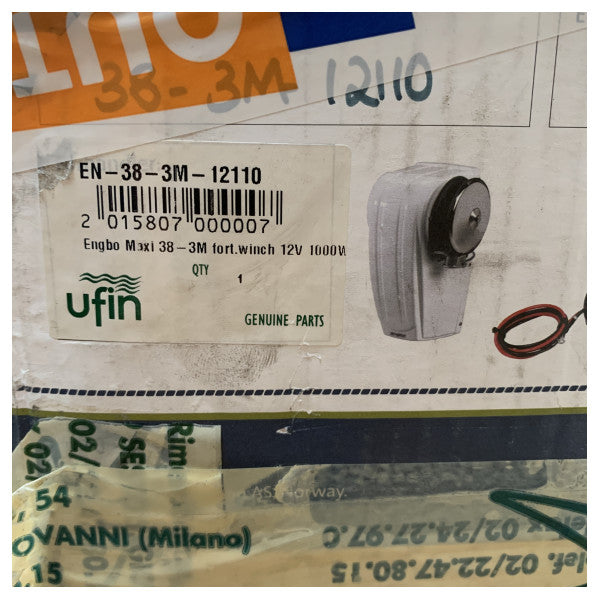 ino
38-3M-12110
EN-38-3M-12110
2 015807 000007
Engbo Maxi 38-3M fort.winch 12V 1000W
QTY
1
ufin
GENUINE PARTS
AS, Norway.
54
OVANNI (Milano)
.15
02/24.27.97.C
lef. 02/22.47.80.15